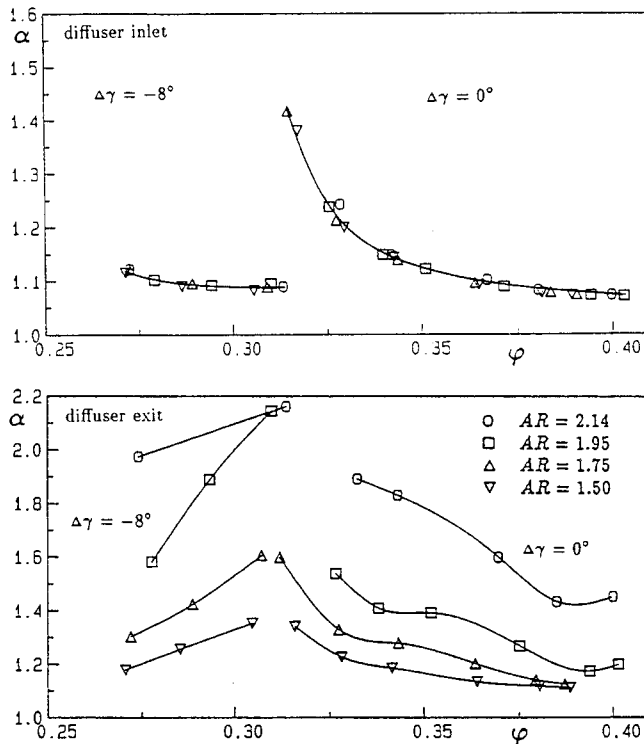 1.6
α
diffuser inlet
1.5
Δγ = −8°
Δγ = 0°
1.4
1.3
1.2
1.1
1.0
0.25
0.30
0.35
φ
0.40
2.2
α
diffuser exit
AR = 2.14
2.0
AR = 1.95
AR = 1.75
1.8
AR = 1.50
Δγ = −8°
Δγ = 0°
1.6
1.4
1.2
1.0
0.25
0.30
0.35
φ
0.40